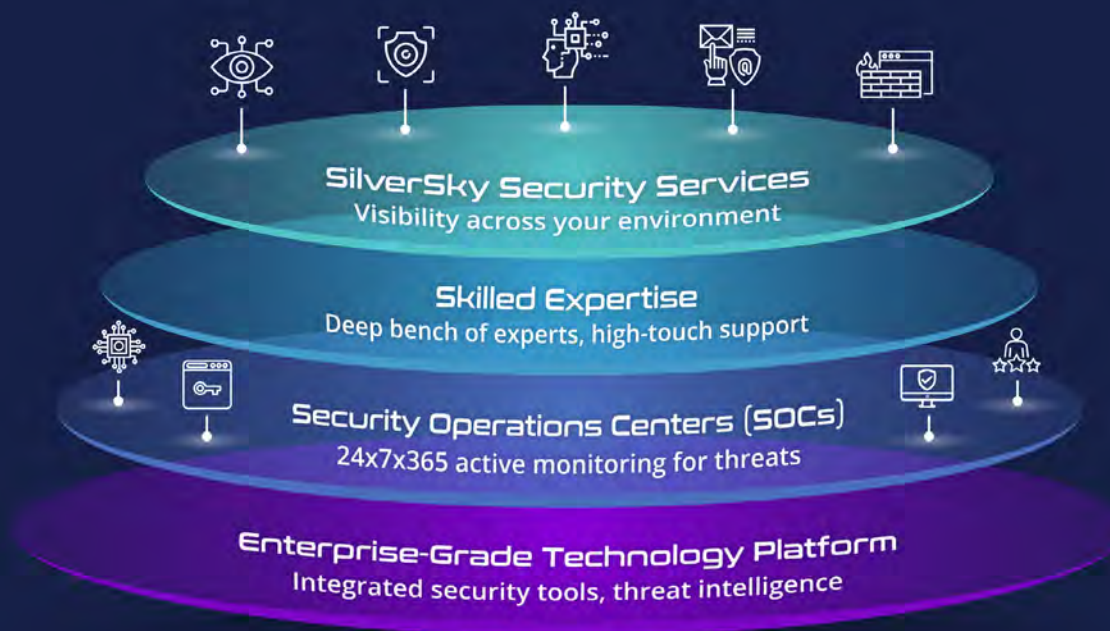 SilverSky Security Services
Visibility across your environment
Skilled Expertise
Deep bench of experts, high-touch support
Security Operations Centers (SOCs)
24x7x365 active monitoring for threats
Enterprise-Grade Technology Platform
Integrated security tools, threat intelligence